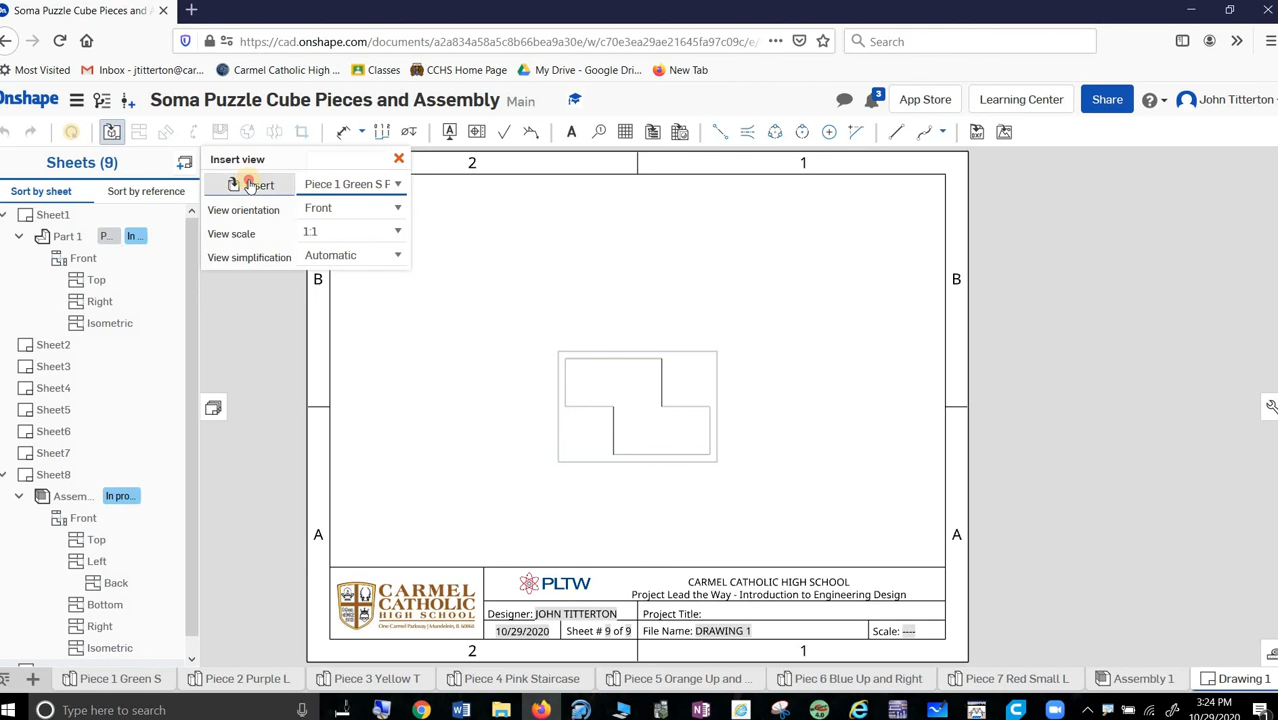 Soma Puzzle Cube Pieces and A
https://cad.onshape.com/documents/a2a834a58a5c8b66bea9a30e/w/c70e3ea29ae21645fa97c09c/e/
Search
Most Visited
Inbox - jtitterton@car...
Carmel Catholic High ...
Classes
CCHS Home Page
My Drive - Google Dri...
New Tab
Onshape
Soma Puzzle Cube Pieces and Assembly
Main
3
App Store
Learning Center
Share
John Titterton
Sheets (9)
Sort by sheet
Sort by reference
Insert view
Insert
Piece 1 Green S F
View orientation
Front
View scale
1:1
View simplification
Automatic
Sheet1
Part 1
P...
In ...
Front
Top
Right
Isometric
Sheet2
Sheet3
Sheet4
Sheet5
Sheet6
Sheet7
Sheet8
Assem...
In pro...
Front
Top
Left
Back
Bottom
Right
Isometric
2
1
B
B
A
A
CARMEL
CATHOLIC
HIGH SCHOOL
One Carmel Parkway | Mundelein, IL 60060
PLTW
CARMEL CATHOLIC HIGH SCHOOL
Project Lead the Way - Introduction to Engineering Design
Designer: JOHN TITTERTON
Project Title:
10/29/2020
Sheet # 9 of 9
File Name: DRAWING 1
Scale: ----
2
1
Piece 1 Green S
Piece 2 Purple L
Piece 3 Yellow T
Piece 4 Pink Staircase
Piece 5 Orange Up and ...
Piec 6 Blue Up and Right
Piece 7 Red Small L
Assembly 1
Drawing 1
Type here to search
3:24 PM
10/29/2020